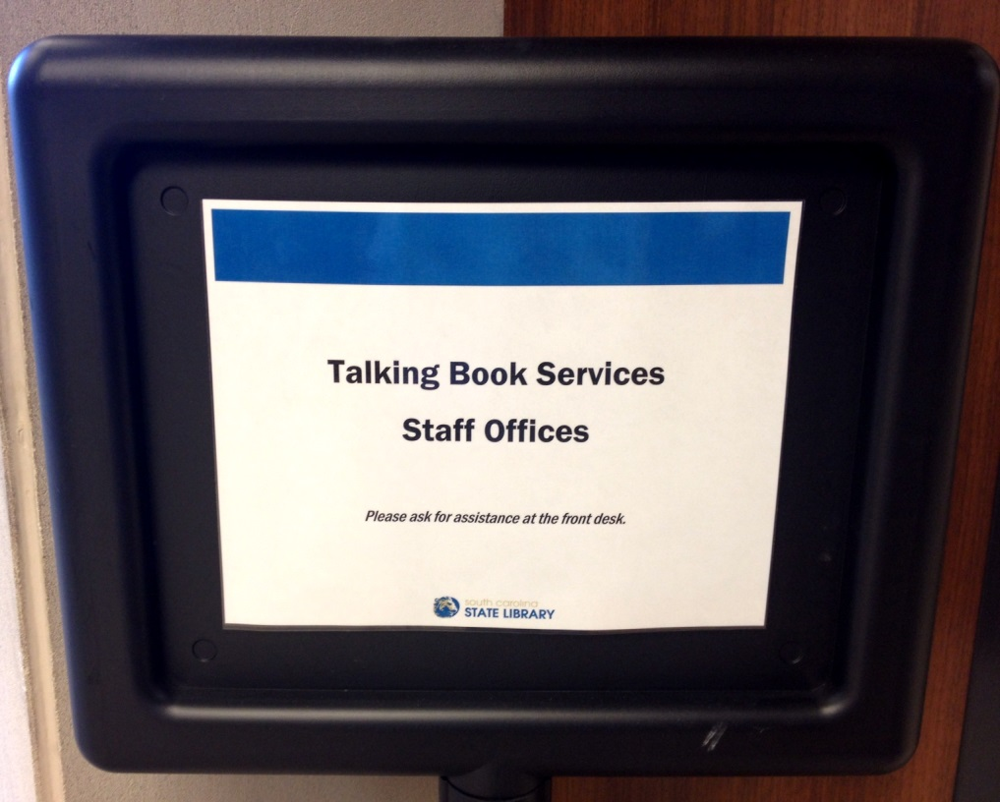 Talking Book Services
Staff Offices
Please ask for assistance at the front desk.
south carolina
STATE LIBRARY